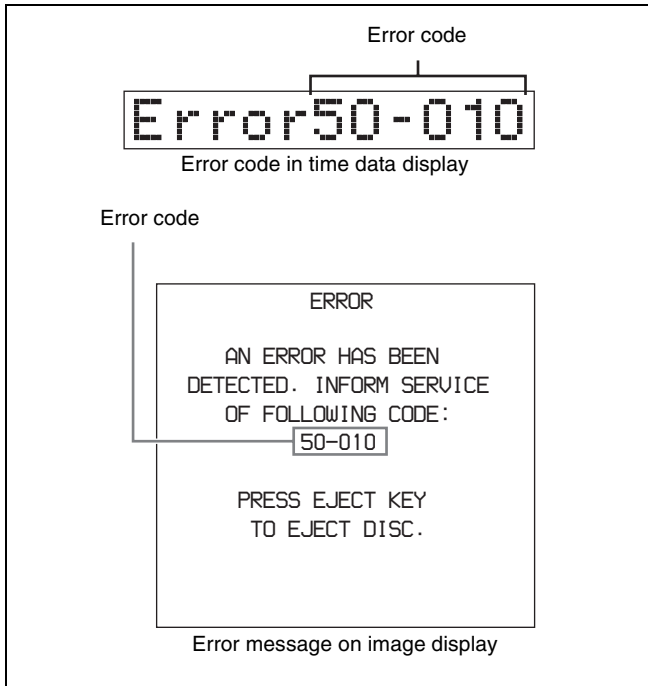 Error code
Error50-010
Error code in time data display
Error code
ERROR
AN ERROR HAS BEEN
DETECTED. INFORM SERVICE
OF FOLLOWING CODE:
50-010
PRESS EJECT KEY
TO EJECT DISC.
Error message on image display